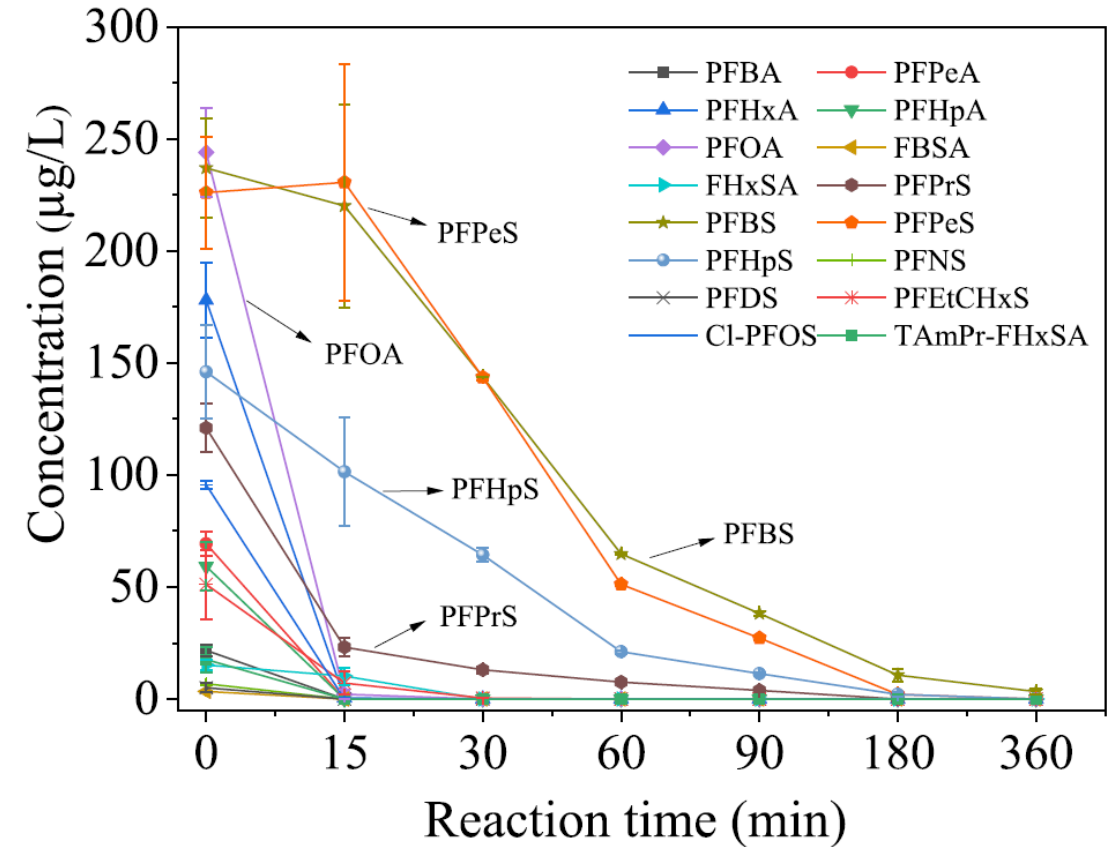 300
250
200
150
100
50
0
Concentration (μg/L)
PFBA
PFPeA
PFHxA
PFHpA
PFOA
FBSA
FHxSA
PFPrS
PFBS
PFPeS
PFHpS
PFNS
PFDS
PFEtCHxS
Cl-PFOS
TAmPr-FHxSA
PFPeS
PFOA
PFHpS
PFBS
PFPrS
0 15 30 60 90 180 360
Reaction time (min)